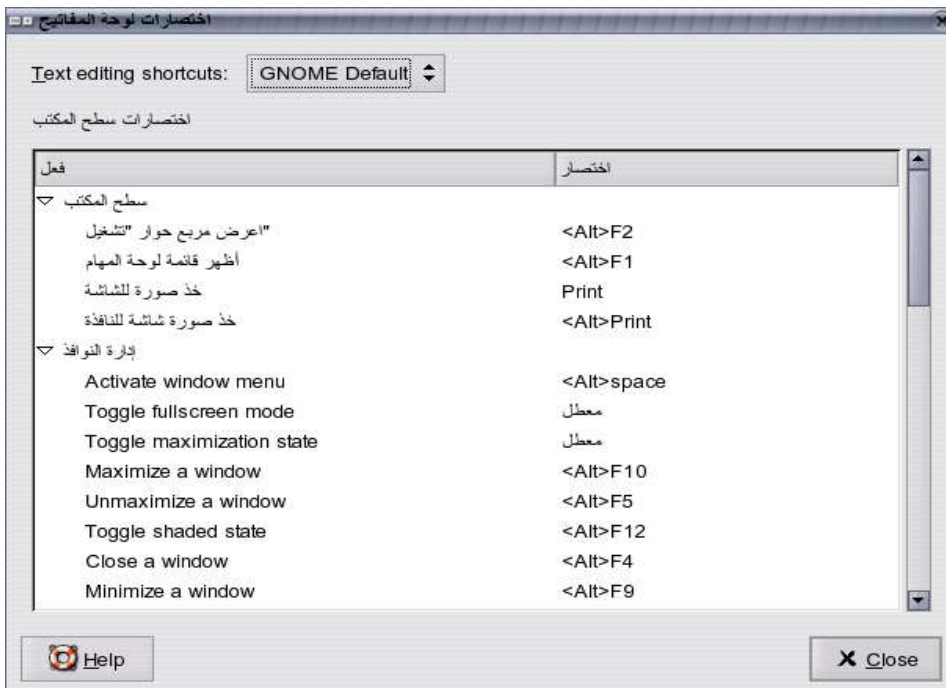 اختصارات لوحة المفاتيح
Text editing shortcuts: GNOME Default
اختصارات سطح المكتب
فعل اختصار
سطح المكتب
"اعرض مربع حوار "تشغيل <Alt>F2
أظهر قائمة لوحة المهام <Alt>F1
خذ صورة للشاشة Print
خذ صورة شاشة للنافذة <Alt>Print
إدارة النوافذ
Activate window menu <Alt>space
Toggle fullscreen mode معطل
Toggle maximization state معطل
Maximize a window <Alt>F10
Unmaximize a window <Alt>F5
Toggle shaded state <Alt>F12
Close a window <Alt>F4
Minimize a window <Alt>F9
Help Close